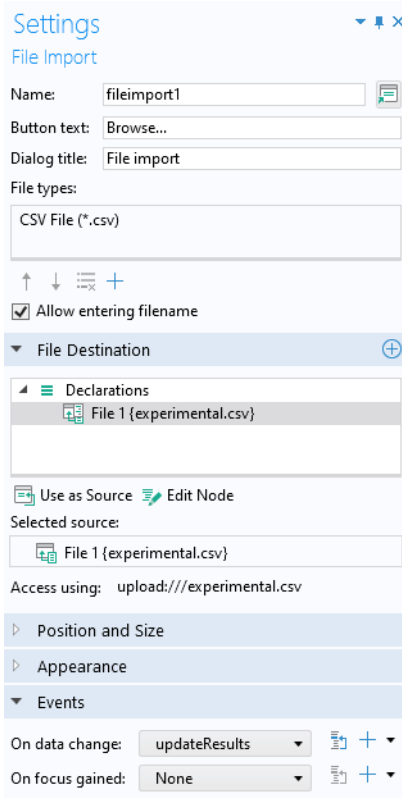 Settings
File Import
Name: fileimport1
Button text: Browse...
Dialog title: File import
File types:
CSV File (*.csv)
Allow entering filename
File Destination
Declarations
File 1 {experimental.csv}
Use as Source Edit Node
Selected source:
File 1 {experimental.csv}
Access using: upload:///experimental.csv
Position and Size
Appearance
Events
On data change: updateResults
On focus gained: None